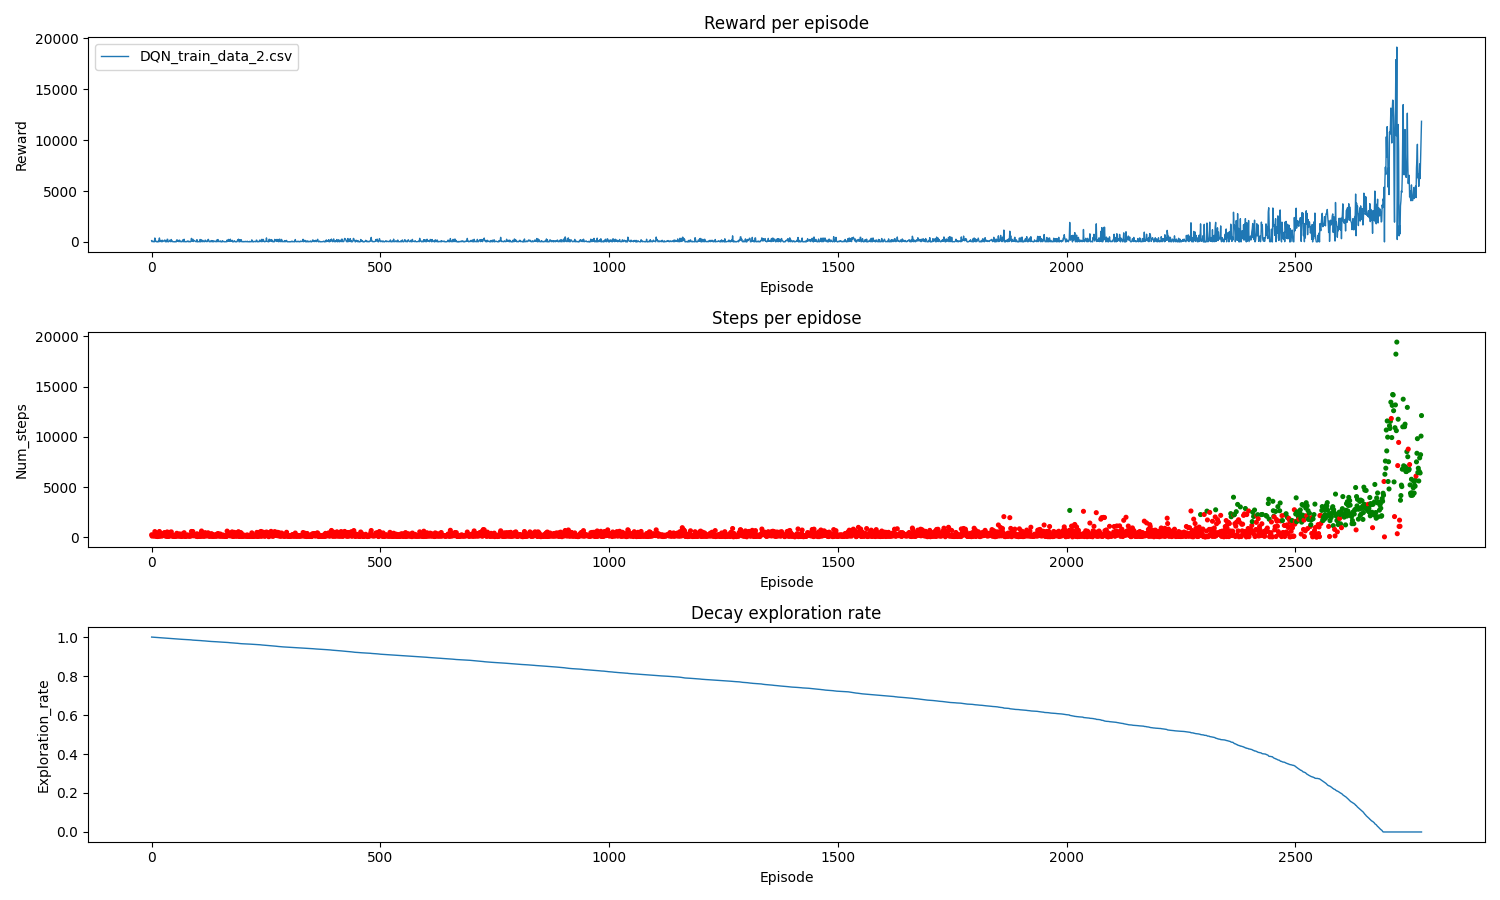 Reward per episode
20000
15000
10000
5000
0
Reward
DQN_train_data_2.csv
0 500 1000 1500 2000 2500
Episode
Steps per epidose
20000
15000
10000
5000
0
Num_steps
0 500 1000 1500 2000 2500
Episode
Decay exploration rate
1.0
0.8
0.6
0.4
0.2
0.0
Exploration_rate
0 500 1000 1500 2000 2500
Episode